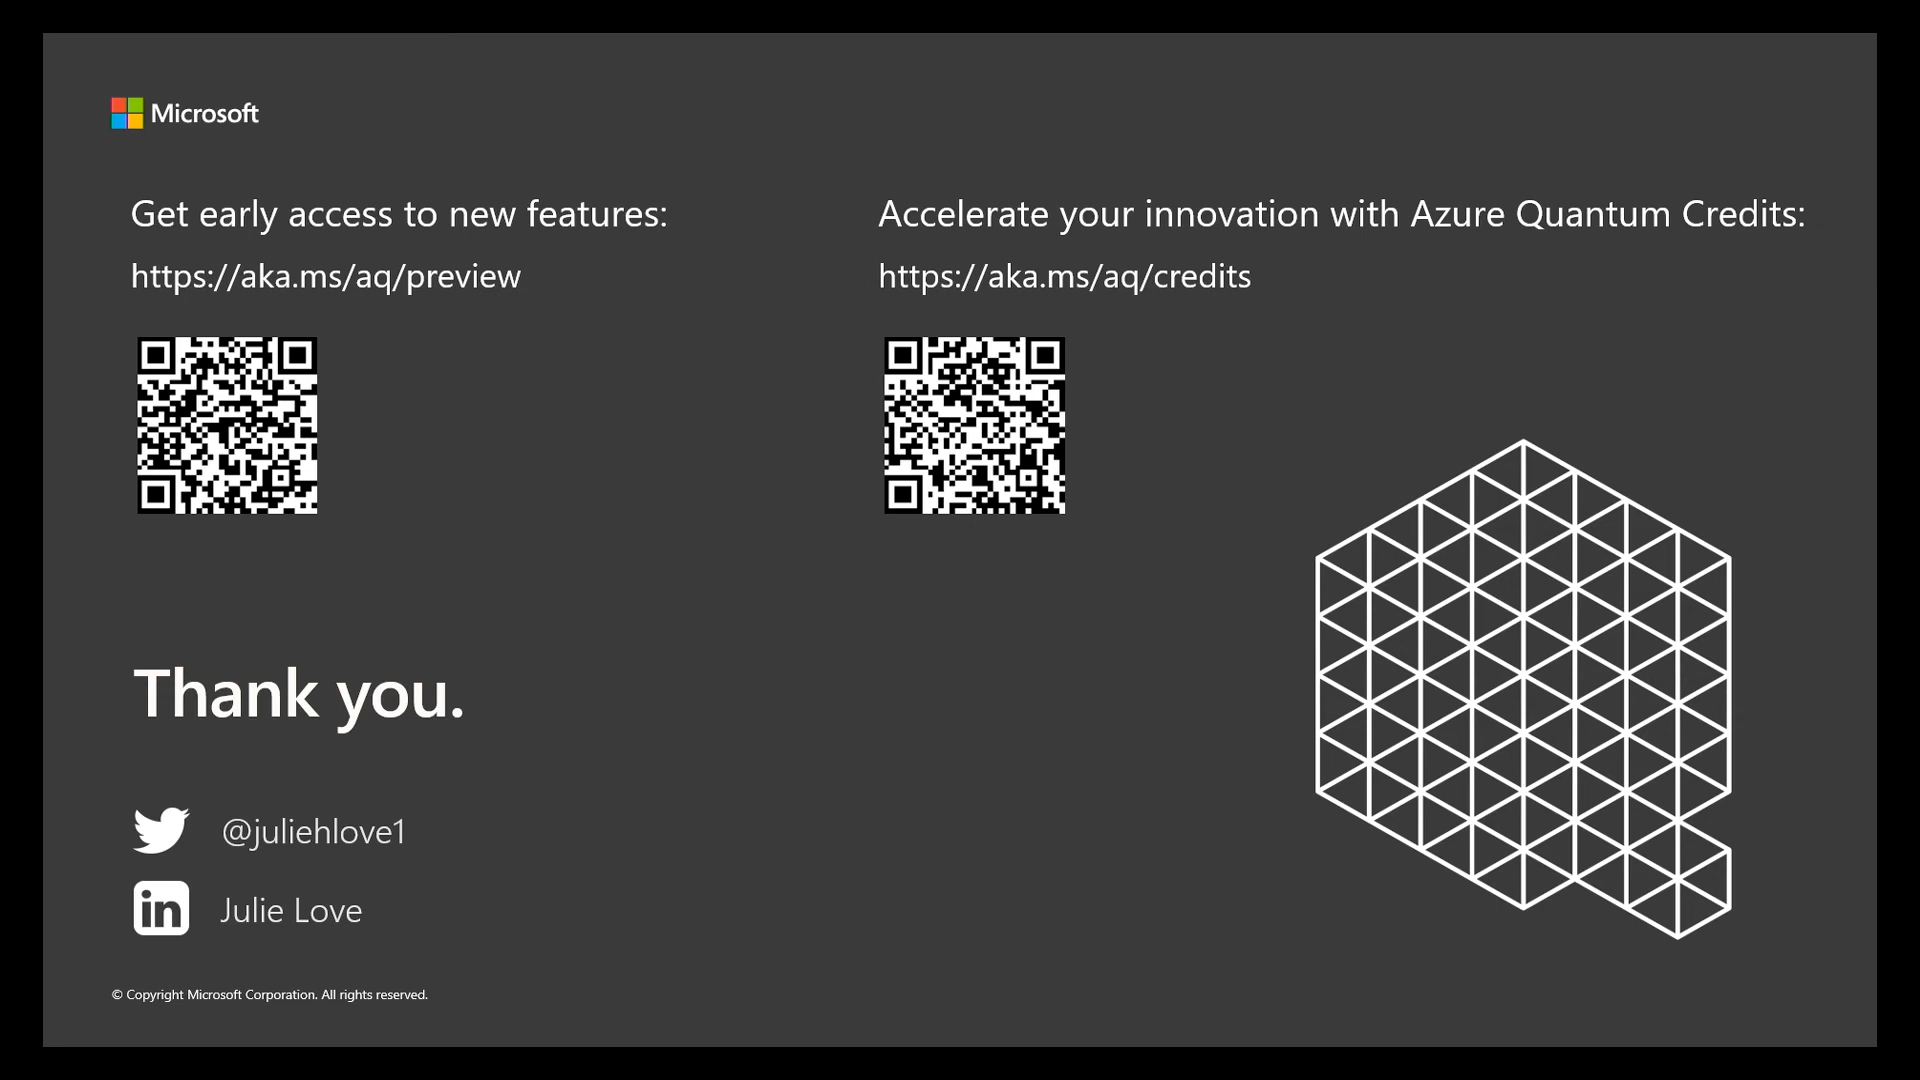 Microsoft
Get early access to new features:
https://aka.ms/aq/preview
Accelerate your innovation with Azure Quantum Credits:
https://aka.ms/aq/credits
Thank you.
@juliehlove1
in
Julie Love
© Copyright Microsoft Corporation. All rights reserved.